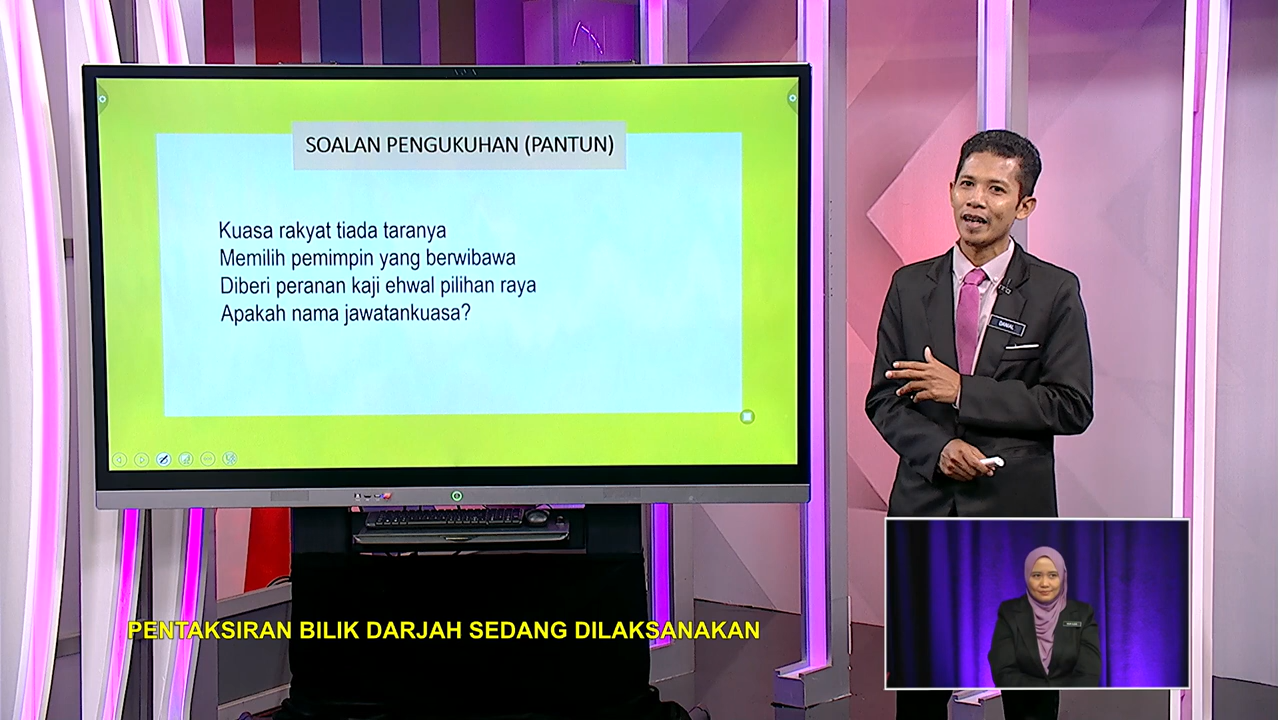 SOALAN PENGUKUHAN (PANTUN)
Kuasa rakyat tiada taranya
Memilih pemimpin yang berwibawa
Diberi peranan kaji ehwal pilihan raya
Apakah nama jawatankuasa?
DANIAL
PENTAKSIRAN BILIK DARJAH SEDANG DILAKSANAKAN